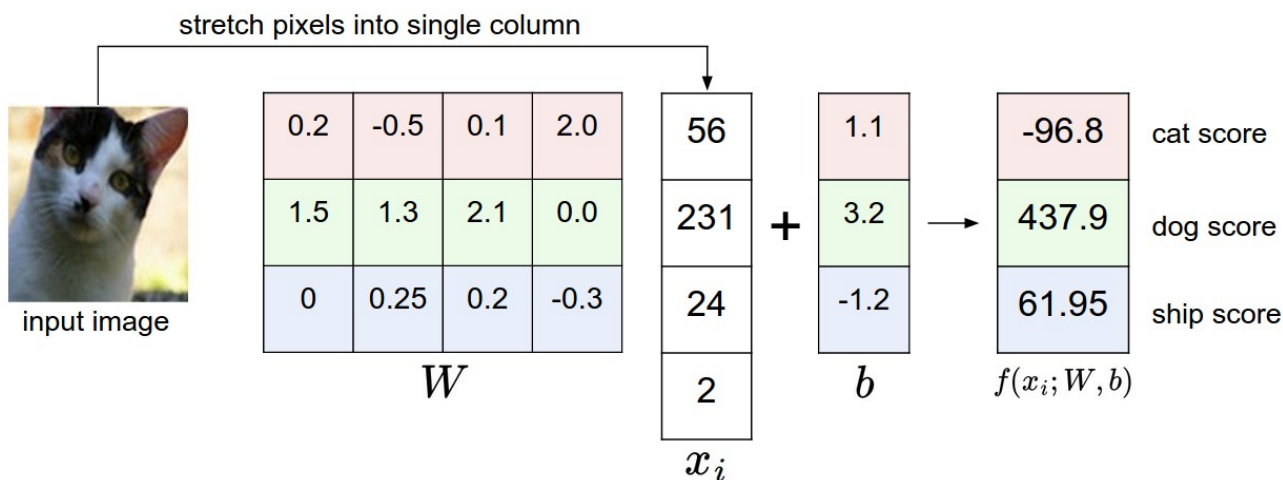 stretch pixels into single column
0.2 -0.5 0.1 2.0
1.5 1.3 2.1 0.0
0 0.25 0.2 -0.3
W
56
231
24
2
x_i
+
1.1
3.2
-1.2
b
-96.8 cat score
437.9 dog score
61.95 ship score
f(x_i; W, b)
input image